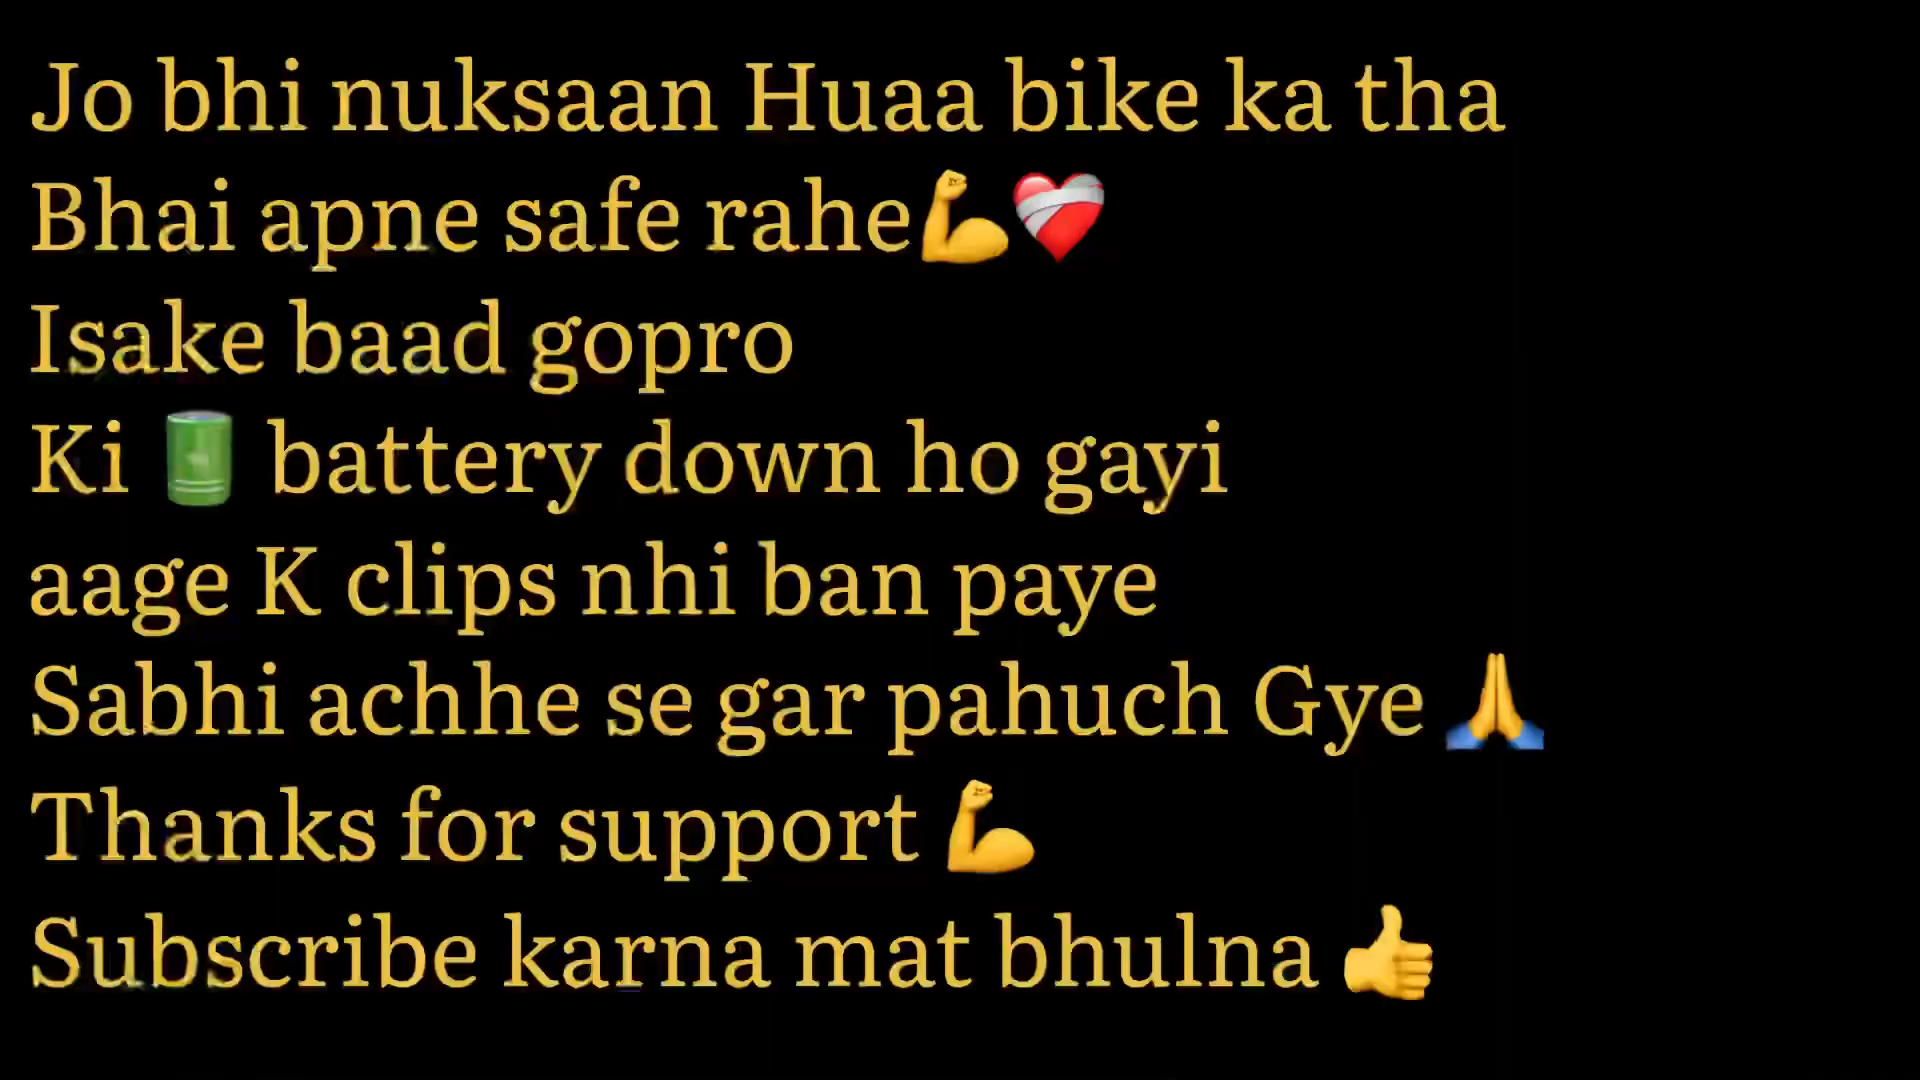 Jo bhi nuksaan Huaa bike ka tha
Bhai apne safe rahe💪❤️‍🩹
Isake baad gopro
Ki 🔋 battery down ho gayi
aage K clips nhi ban paye
Sabhi achhe se gar pahuch Gye 🙏
Thanks for support 💪
Subscribe karna mat bhulna 👍